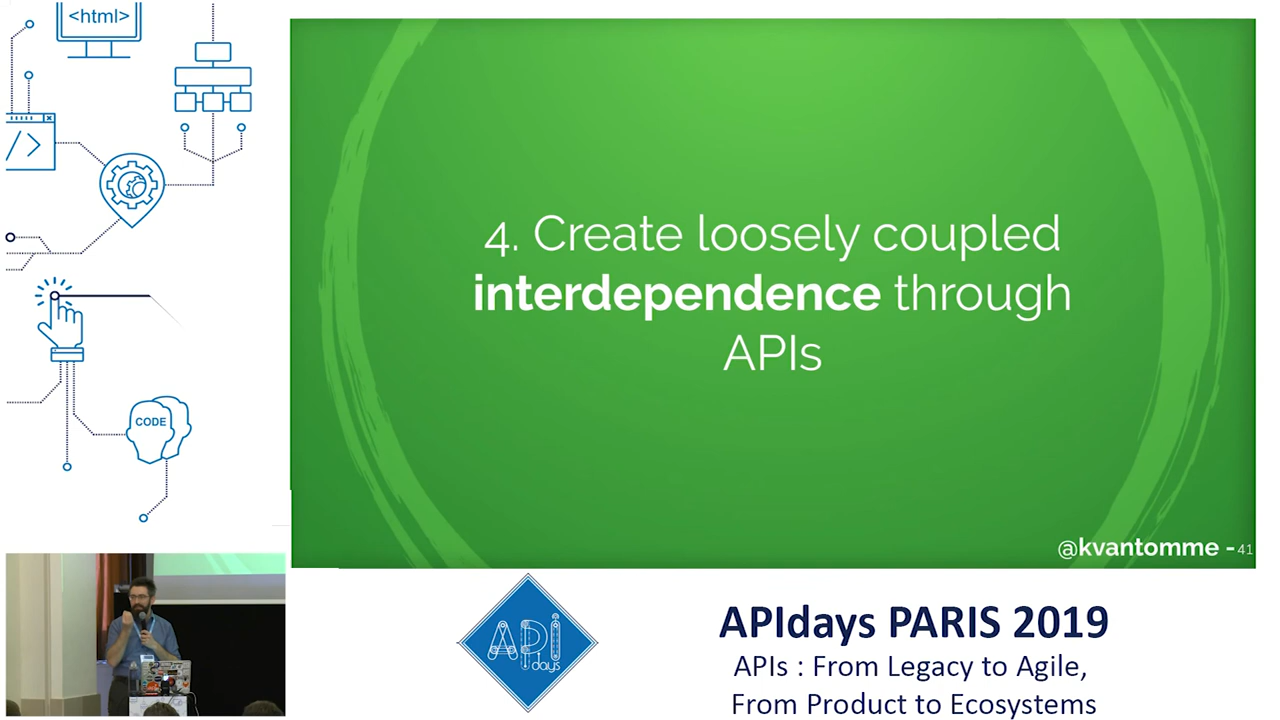 <html>
/>
CODE
4. Create loosely coupled
interdependence through
APIs
@kvantomme - 41
API
days
APIdays PARIS 2019
APIs : From Legacy to Agile,
From Product to Ecosystems